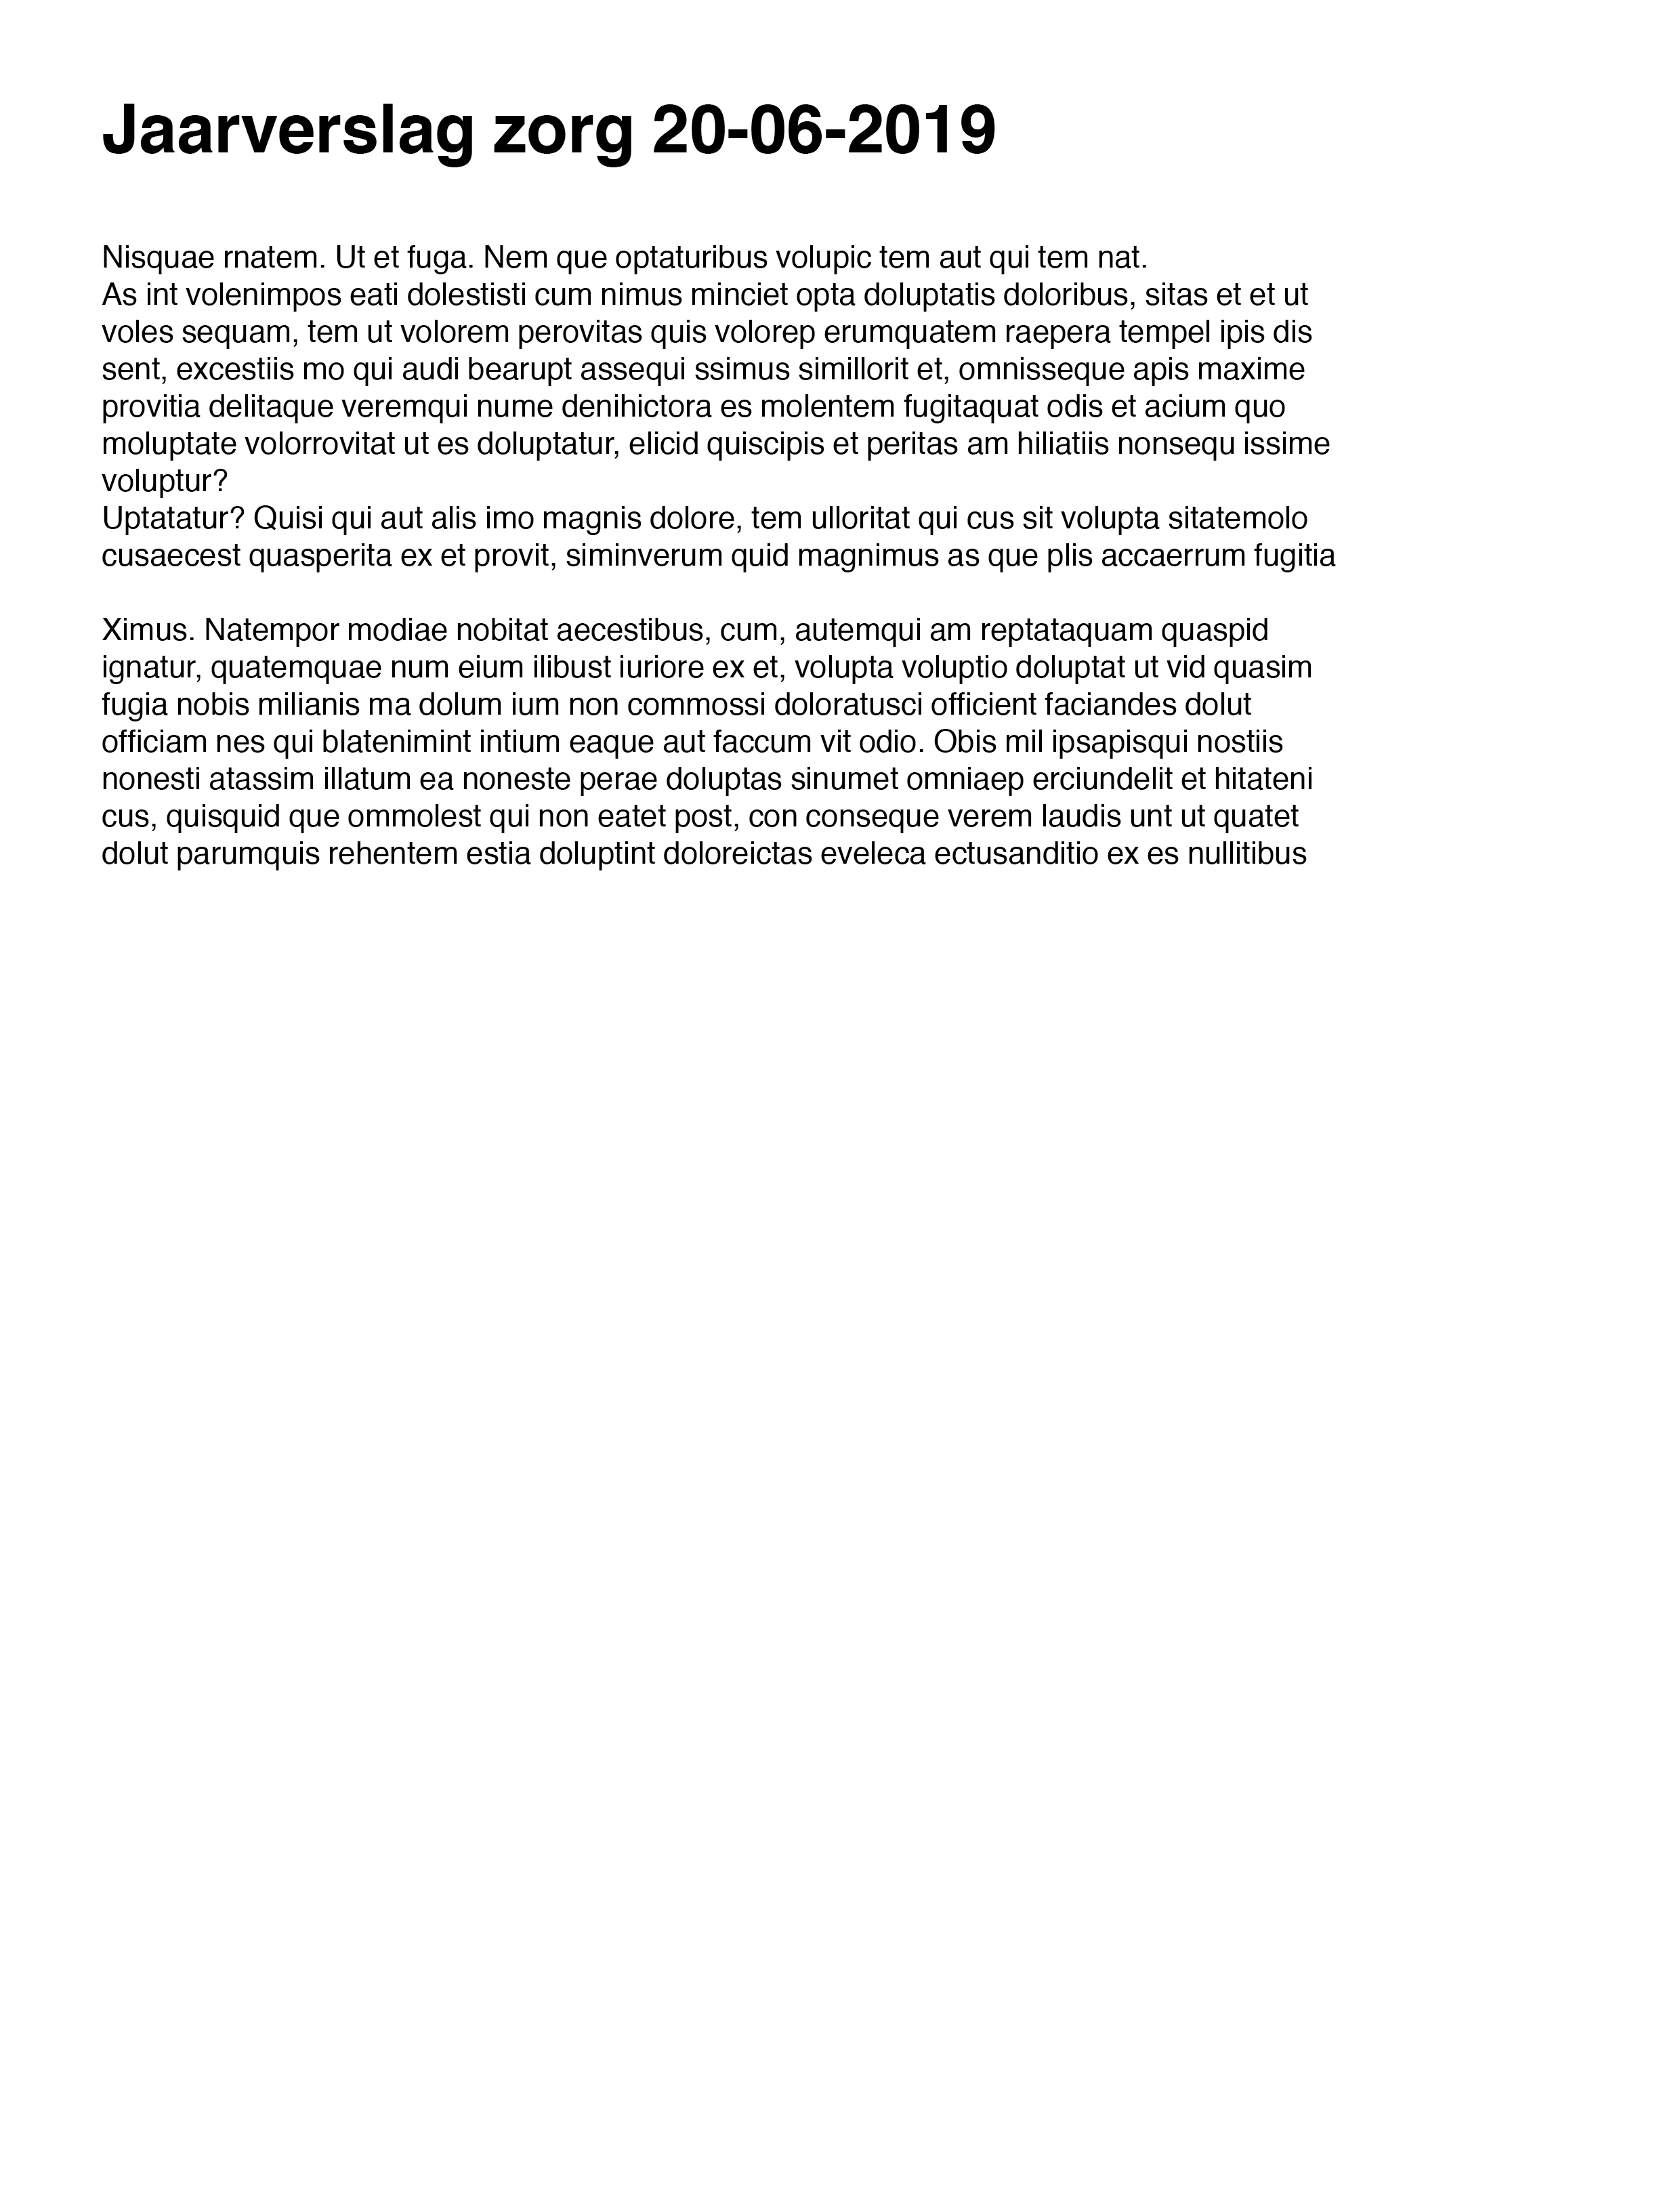 Jaarverslag zorg 20-06-2019
Nisquae rnatem. Ut et fuga. Nem que optaturibus volupic tem aut qui tem nat.
As int volenimpos eati dolestisti cum nimus minciet opta doluptatis doloribus, sitas et et ut
voles sequam, tem ut volorem perovitas quis volorep erumquatem raepera tempel ipis dis
sent, excestiis mo qui audi bearupt assequi ssimus simillorit et, omnisseque apis maxime
provitia delitaque veremqui nume denihictora es molentem fugitaquat odis et acium quo
moluptate volorrovitat ut es doluptatur, elicid quiscipis et peritas am hiliatiis nonsequ issime
voluptur?
Uptatatur? Quisi qui aut alis imo magnis dolore, tem ulloritat qui cus sit volupta sitatemolo
cusaecest quasperita ex et provit, siminverum quid magnimus as que plis accaerrum fugitia
Ximus. Natempor modiae nobitat aecestibus, cum, autemqui am reptataquam quaspid
ignatur, quatemquae num eium ilibust iuriore ex et, volupta voluptio doluptat ut vid quasim
fugia nobis milianis ma dolum ium non commossi doloratusci officient faciandes dolut
officiam nes qui blatenimint intium eaque aut faccum vit odio. Obis mil ipsapisqui nostiis
nonesti atassim illatum ea noneste perae doluptas sinumet omniaep erciundelit et hitateni
cus, quisquid que ommolest qui non eatet post, con conseque verem laudis unt ut quatet
dolut parumquis rehentem estia doluptint doloreictas eveleca ectusanditio ex es nullitibus